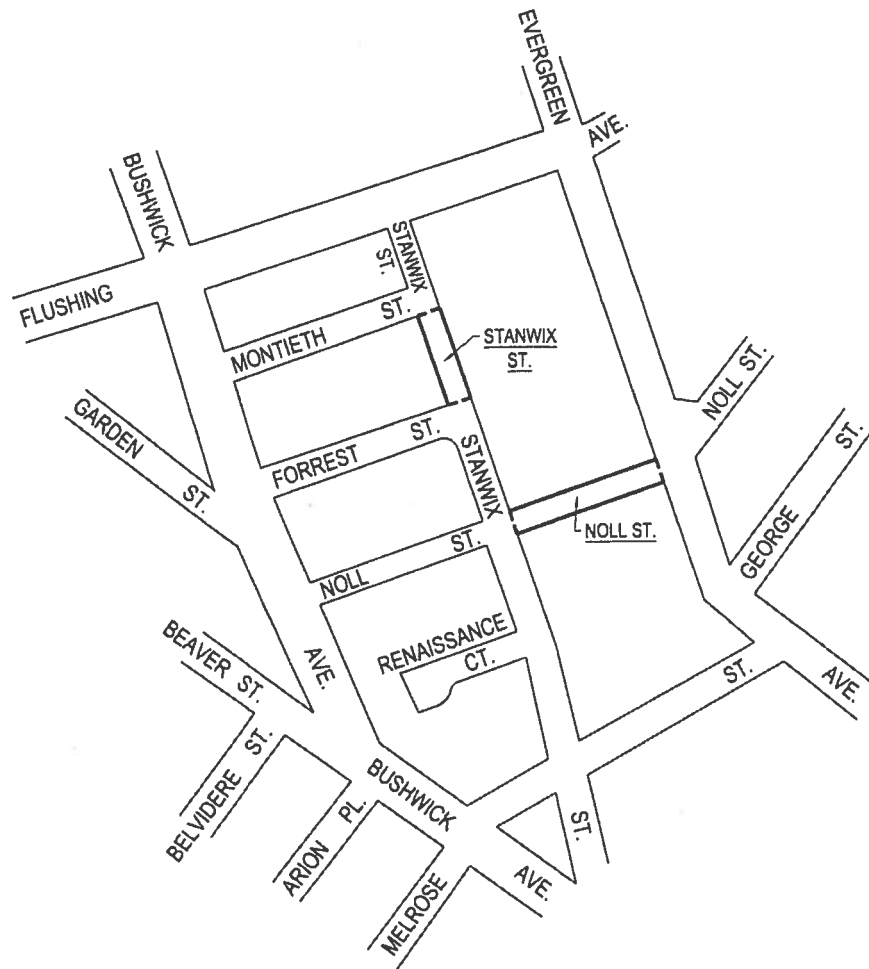 EVERGREEN
AVE.
BUSHWICK
FLUSHING
STANWIX
ST.
MONTIETH
ST.
STANWIX
ST.
GARDEN
ST.
NOLL ST.
FORREST
ST.
STANWIX
GEORGE
ST.
NOLL ST.
NOLL
ST.
RENAISSANCE
CT.
BEAVER ST.
AVE.
BELVIDERE ST.
ARION PL.
BUSHWICK
AVE.
MELROSE
ST.
ST.
AVE.